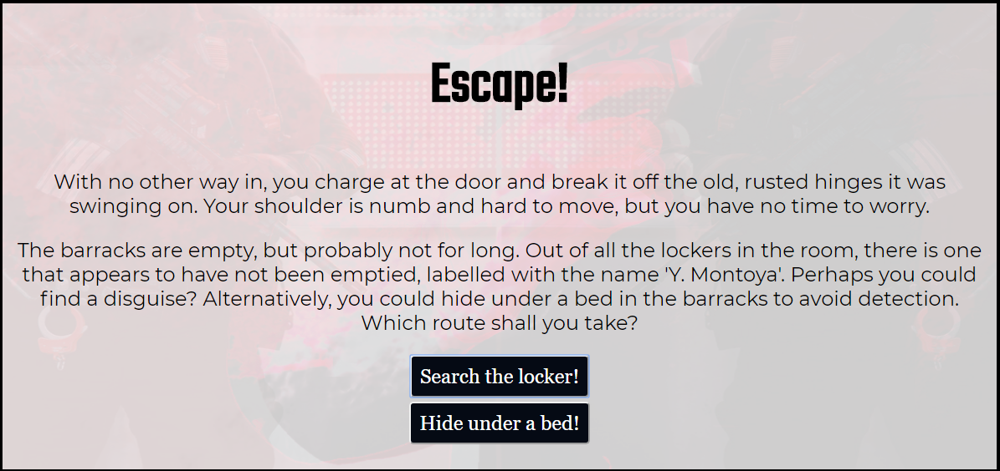 Escape!
With no other way in, you charge at the door and break it off the old, rusted hinges it was
swinging on. Your shoulder is numb and hard to move, but you have no time to worry.
The barracks are empty, but probably not for long. Out of all the lockers in the room, there is one
that appears to have not been emptied, labelled with the name 'Y. Montoya'. Perhaps you could
find a disguise? Alternatively, you could hide under a bed in the barracks to avoid detection.
Which route shall you take?
Search the locker!
Hide under a bed!